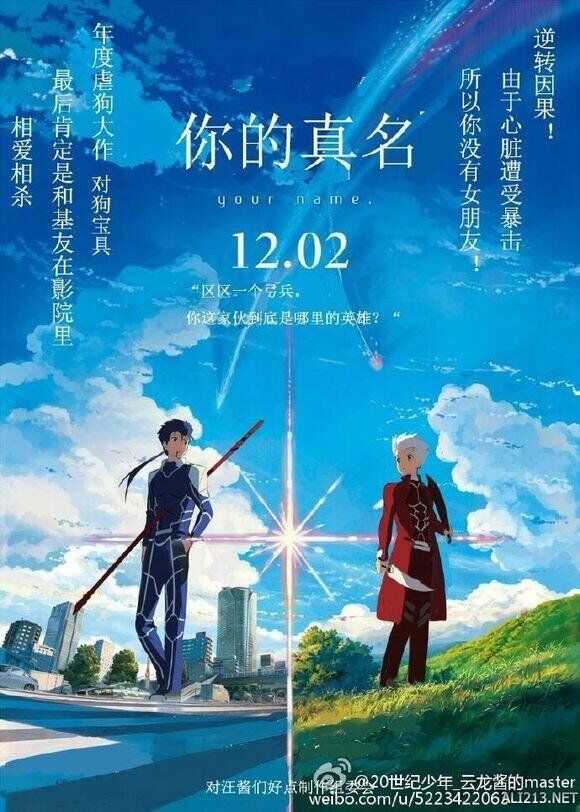 逆转因果！
由于心脏遭受暴击
所以你没有女朋友！
年度虐狗大作 对狗宝具
最后肯定是和基友在影院里
相爱相杀
你的真名
your name.
12.02
“区区一个弓兵。
你这家伙到底是哪里的英雄？“
对汪酱们好点制作组委会
@20世纪少年_云龙酱的master
weibo.com/u/5223422062
ALI213.NET